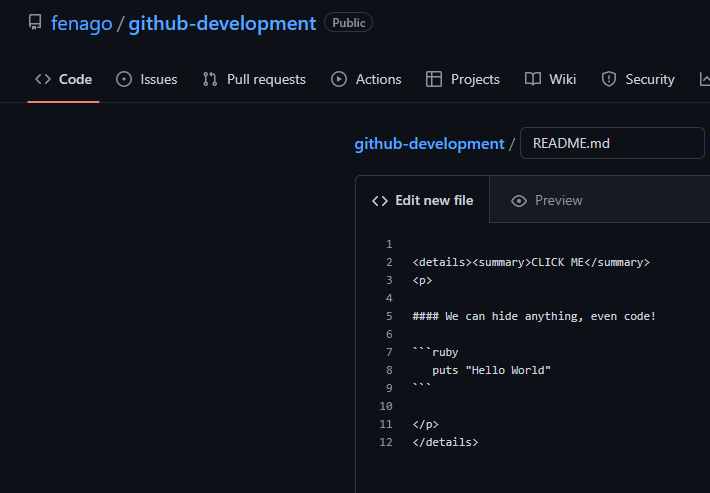 fenago / github-development Public
Code Issues Pull requests Actions Projects Wiki Security
github-development / README.md
Edit new file Preview
1
2 <details><summary>CLICK ME</summary>
3 <p>
4
5 #### We can hide anything, even code!
6
7 ```ruby
8    puts "Hello World"
9 ```
10
11 </p>
12 </details>